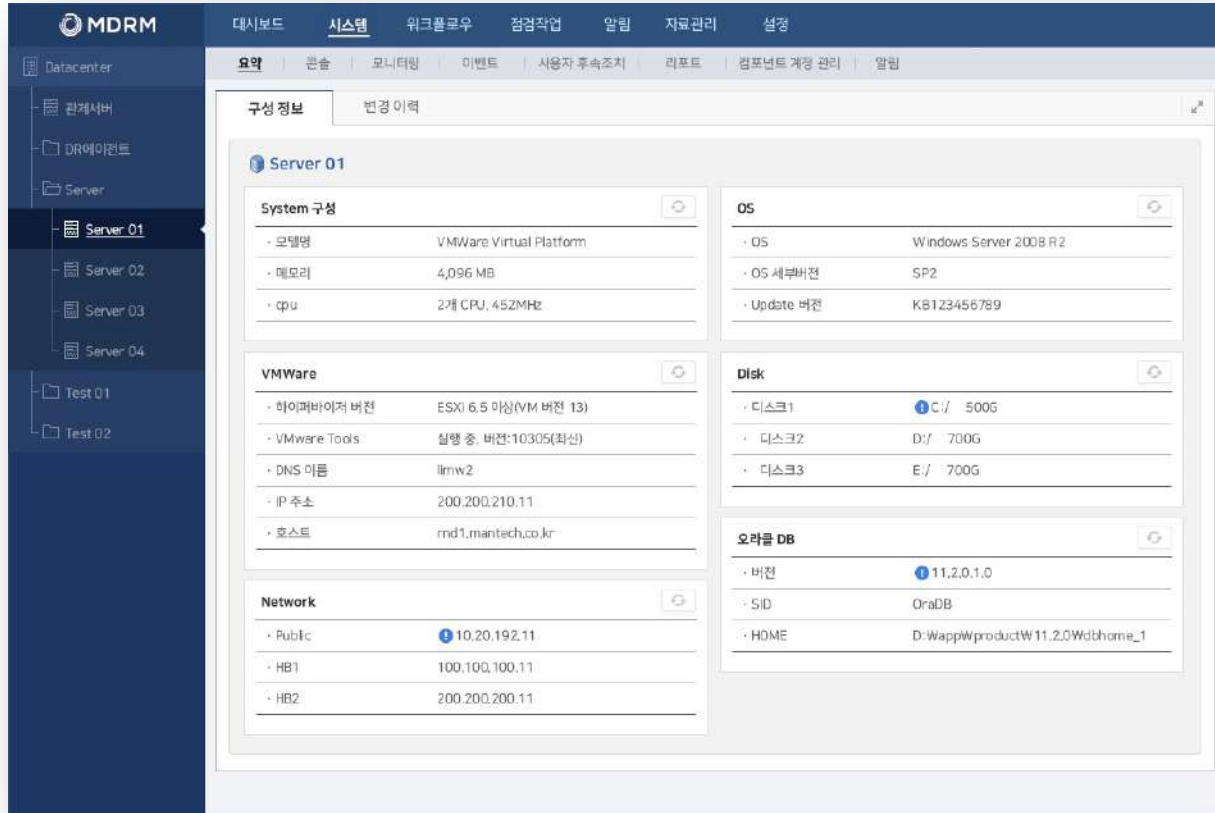 MDRM
대시보드 시스템 워크플로우 점검작업 알림 자료관리 설정
Datacenter
관제서버
DR에이전트
Server
Server 01
Server 02
Server 03
Server 04
Test 01
Test 02
요약 콘솔 모니터링 이벤트 사용자 후속조치 리포트 컴포넌트 계정 관리 알림
구성 정보 변경 이력
Server 01
System 구성
· 모델명 VMWare Virtual Platform
· 메모리 4,096 MB
· cpu 2개 CPU, 452MHz
VMWare
· 하이퍼바이저 버전 ESXi 6.5 이상(VM 버전 13)
· VMware Tools 실행 중, 버전:10305(최신)
· DNS 이름 limw2
· IP 주소 200.200.210.11
· 호스트 rnd1.mantech.co.kr
Network
· Public 10.20.192.11
· HB1 100.100.100.11
· HB2 200.200.200.11
OS
· OS Windows Server 2008 R2
· OS 세부버전 SP2
· Update 버전 KB123456789
Disk
· 디스크1 C:/ 500G
· 디스크2 D:/ 700G
· 디스크3 E:/ 700G
오라클 DB
· 버전 11.2.0.1.0
· SID OraDB
· HOME D:₩app₩product₩11.2.0₩dbhome_1